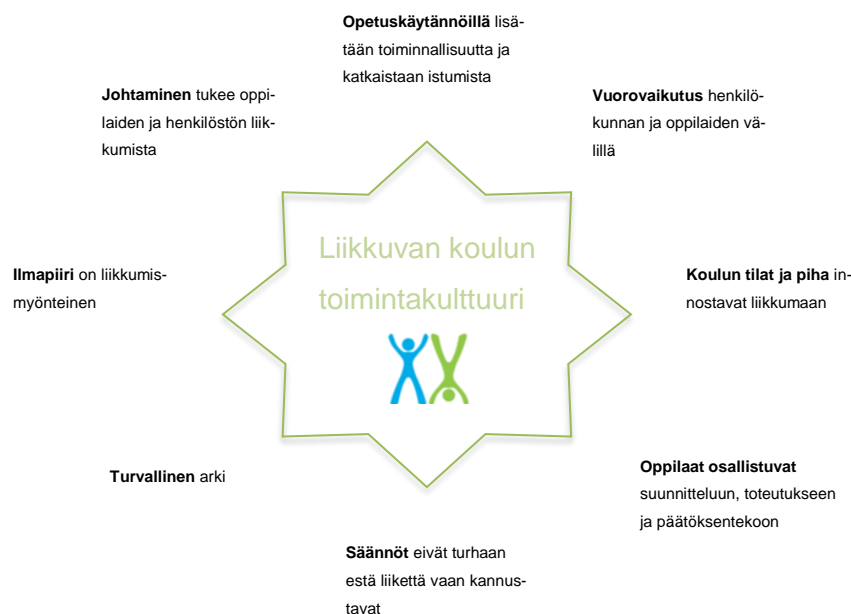 Opetuskäytännöillä lisä-
tään toiminnallisuutta ja
katkaistaan istumista
Johtaminen tukee oppi-
laiden ja henkilöstön liik-
kumista
Vuorovaikutus henkilö-
kunnan ja oppilaiden vä-
lillä
Liikkuvan koulun
toimintakulttuuri
Ilmapiiri on liikkumis-
myönteinen
Koulun tilat ja piha in-
nostavat liikkumaan
Turvallinen arki
Oppilaat osallistuvat
suunnitteluun, toteutukseen
ja päätöksentekoon
Säännöt eivät turhaan
estä liikettä vaan kannus-
tavat